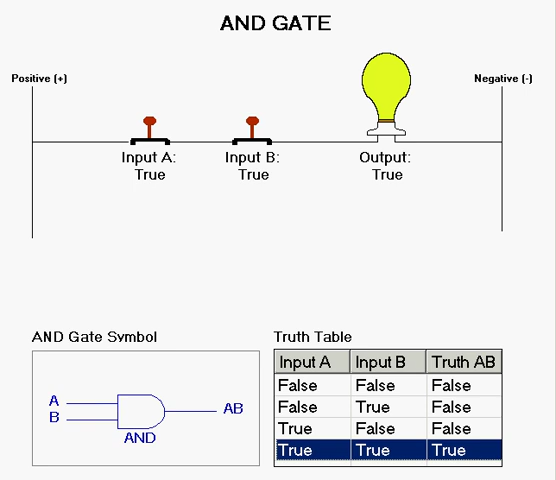 AND GATE
Positive (+) Negative (-)
Input A: Input B: Output:
True True True
AND Gate Symbol
A
B
AB
AND
Truth Table
Input A Input B Truth AB
False False False
False True False
True False False
True True True